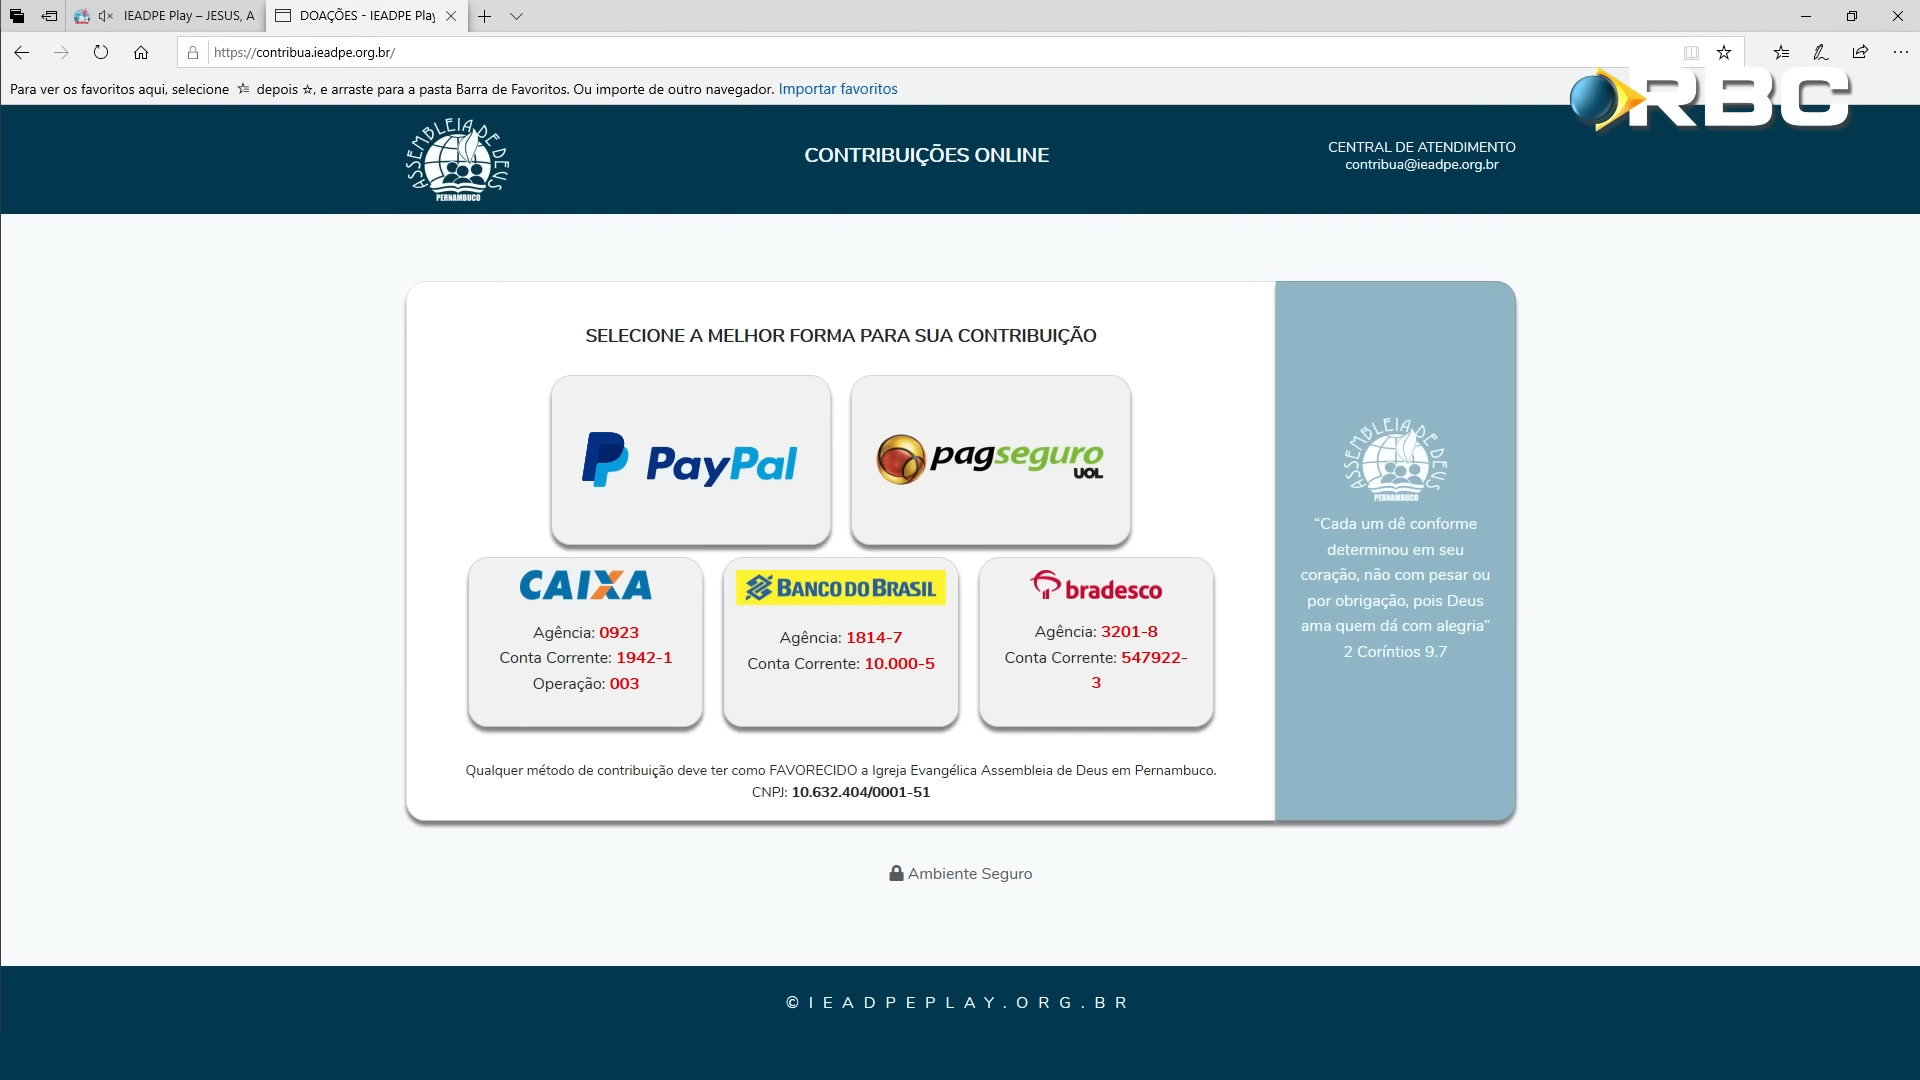 IEADPE Play – JESUS, A
DOAÇÕES - IEADPE Play
https://contribua.ieadpe.org.br/
Para ver os favoritos aqui, selecione depois ☆, e arraste para a pasta Barra de Favoritos. Ou importe de outro navegador. Importar favoritos
RBC
ASSEMBLEIA DE DEUS
PERNAMBUCO
CONTRIBUIÇÕES ONLINE
CENTRAL DE ATENDIMENTO
contribua@ieadpe.org.br
SELECIONE A MELHOR FORMA PARA SUA CONTRIBUIÇÃO
PayPal
pagseguro
UOL
CAIXA
Agência: 0923
Conta Corrente: 1942-1
Operação: 003
BANCO DO BRASIL
Agência: 1814-7
Conta Corrente: 10.000-5
bradesco
Agência: 3201-8
Conta Corrente: 547922-
3
Qualquer método de contribuição deve ter como FAVORECIDO a Igreja Evangélica Assembleia de Deus em Pernambuco.
CNPJ: 10.632.404/0001-51
ASSEMBLEIA DE DEUS
PERNAMBUCO
“Cada um dê conforme
determinou em seu
coração, não com pesar ou
por obrigação, pois Deus
ama quem dá com alegria”
2 Coríntios 9.7
Ambiente Seguro
© IEADPEPLAY.ORG.BR